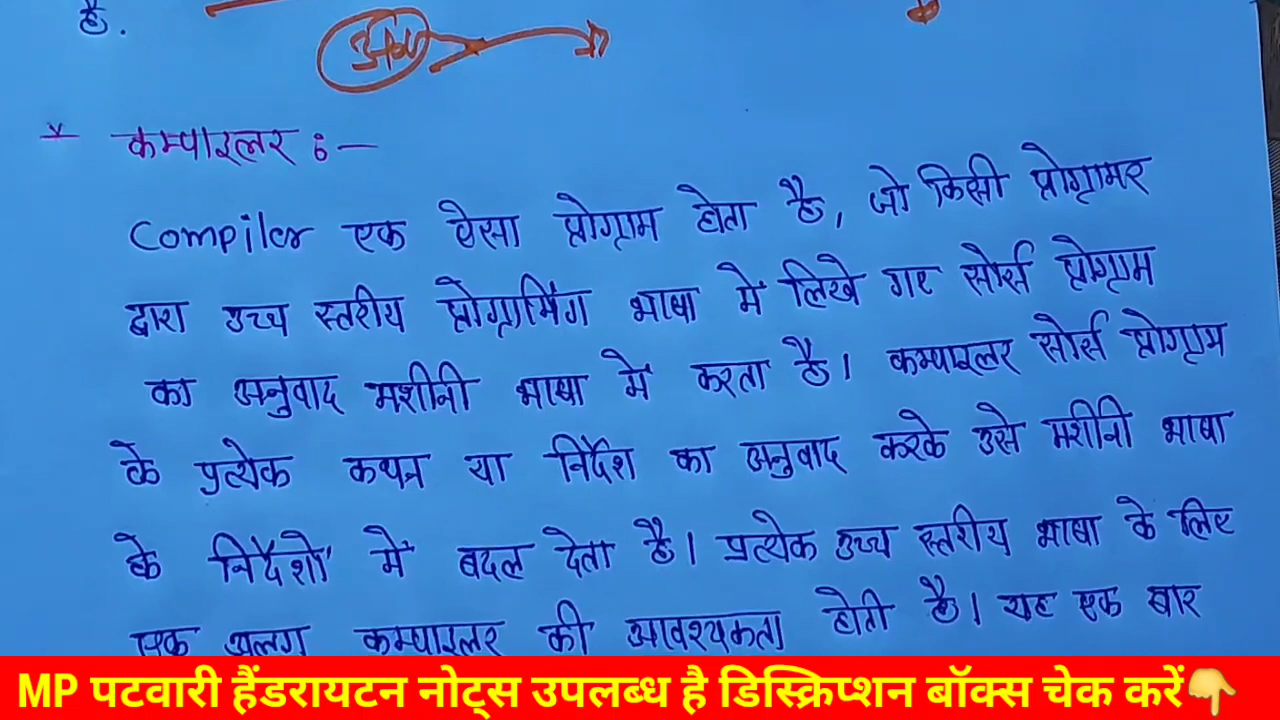 है.
* कम्पाइलर :-
Compiler एक ऐसा प्रोग्राम होता है, जो किसी प्रोग्रामर
द्वारा उच्च स्तरीय प्रोग्रामिंग भाषा में लिखे गए सोर्स प्रोग्राम
का अनुवाद मशीनी भाषा में करता है। कम्पाइलर सोर्स प्रोग्राम
के प्रत्येक कथन या निर्देश का अनुवाद करके उसे मशीनी भाषा
के निर्देशों में बदल देता है। प्रत्येक उच्च स्तरीय भाषा के लिए
एक अलग कम्पाइलर की आवश्यकता होती है। यह एक बार
MP पटवारी हैंडरायटन नोट्स उपलब्ध है डिस्क्रिप्शन बॉक्स चेक करें👇